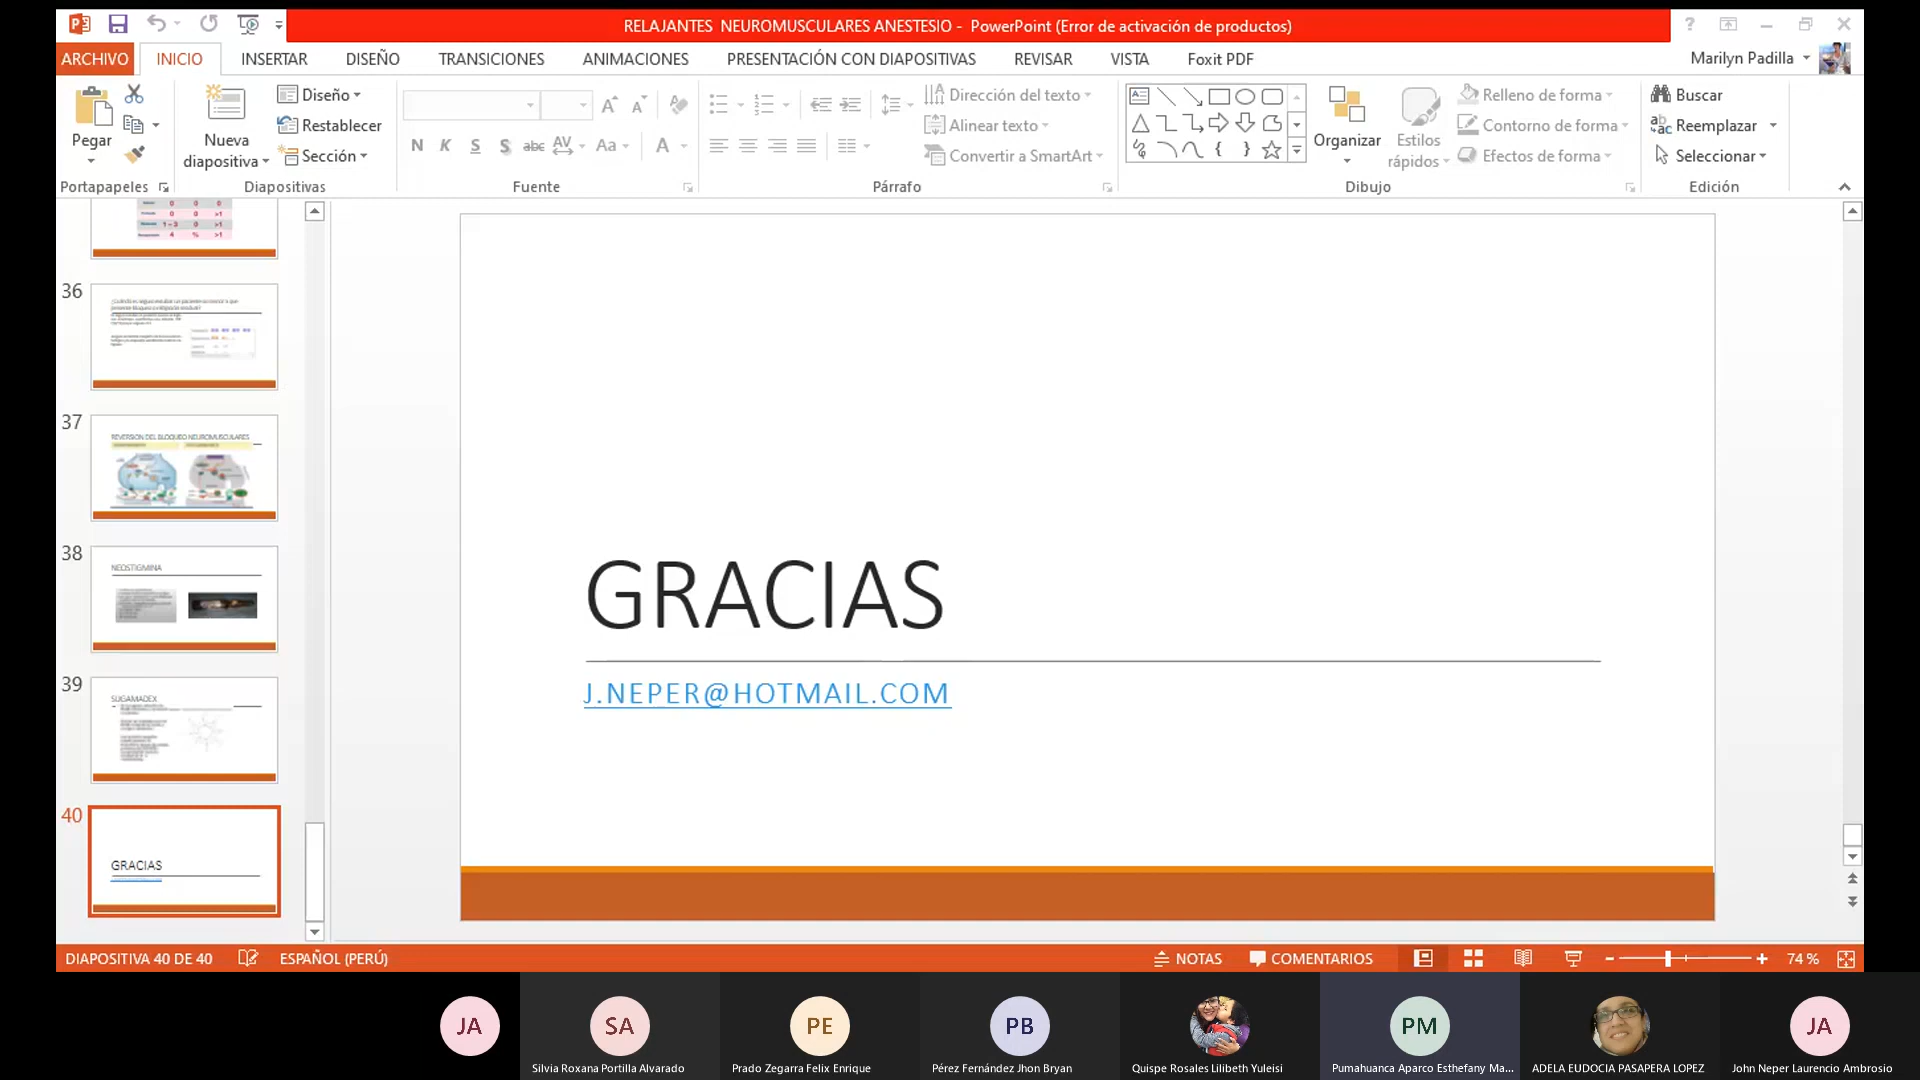 RELAJANTES NEUROMUSCULARES ANESTESIO - PowerPoint (Error de activación de productos)
ARCHIVO INICIO INSERTAR DISEÑO TRANSICIONES ANIMACIONES PRESENTACIÓN CON DIAPOSITIVAS REVISAR VISTA Foxit PDF Marilyn Padilla
Pegar
Nueva diapositiva
Diseño
Restablecer
Sección
N K S S abc AV Aa A
Dirección del texto
Alinear texto
Convertir a SmartArt
Organizar
Estilos rápidos
Relleno de forma
Contorno de forma
Efectos de forma
Buscar
Reemplazar
Seleccionar
Portapapeles Diapositivas Fuente Párrafo Dibujo Edición
36
37
REVERSION DEL BLOQUEO NEUROMUSCULARES
38
NEOSTIGMINA
39
SUGAMADEX
40
GRACIAS
GRACIAS
J.NEPER@HOTMAIL.COM
DIAPOSITIVA 40 DE 40 ESPAÑOL (PERÚ) NOTAS COMENTARIOS 74 %
JA SA PE PB PM JA
Silvia Roxana Portilla Alvarado Prado Zegarra Felix Enrique Pérez Fernández Jhon Bryan Quispe Rosales Lilibeth Yuleisi Pumahuanca Aparco Esthefany Ma... ADELA EUDOCIA PASAPERA LOPEZ John Neper Laurencio Ambrosio